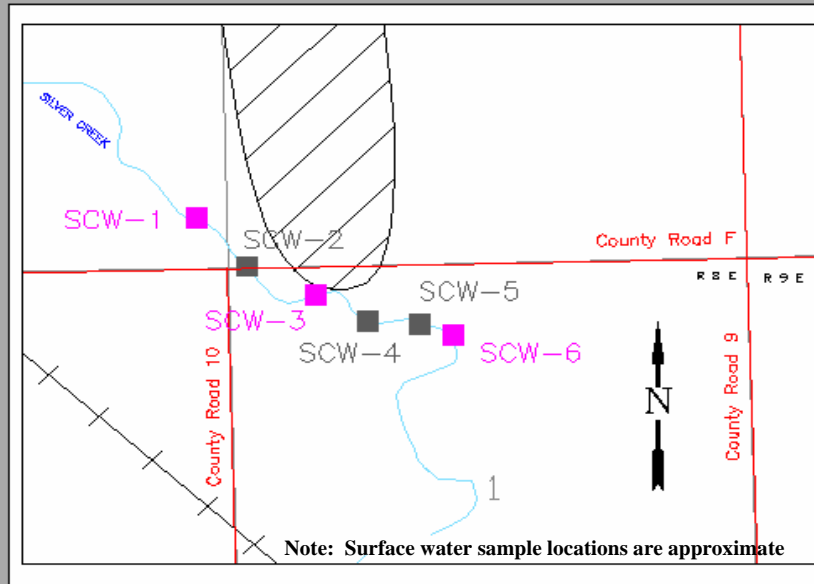 SILVER CREEK
SCW-1
SCW-2
County Road F
R8E R9E
SCW-3
SCW-5
SCW-4
SCW-6
County Road 10
N
County Road 9
1
Note: Surface water sample locations are approximate